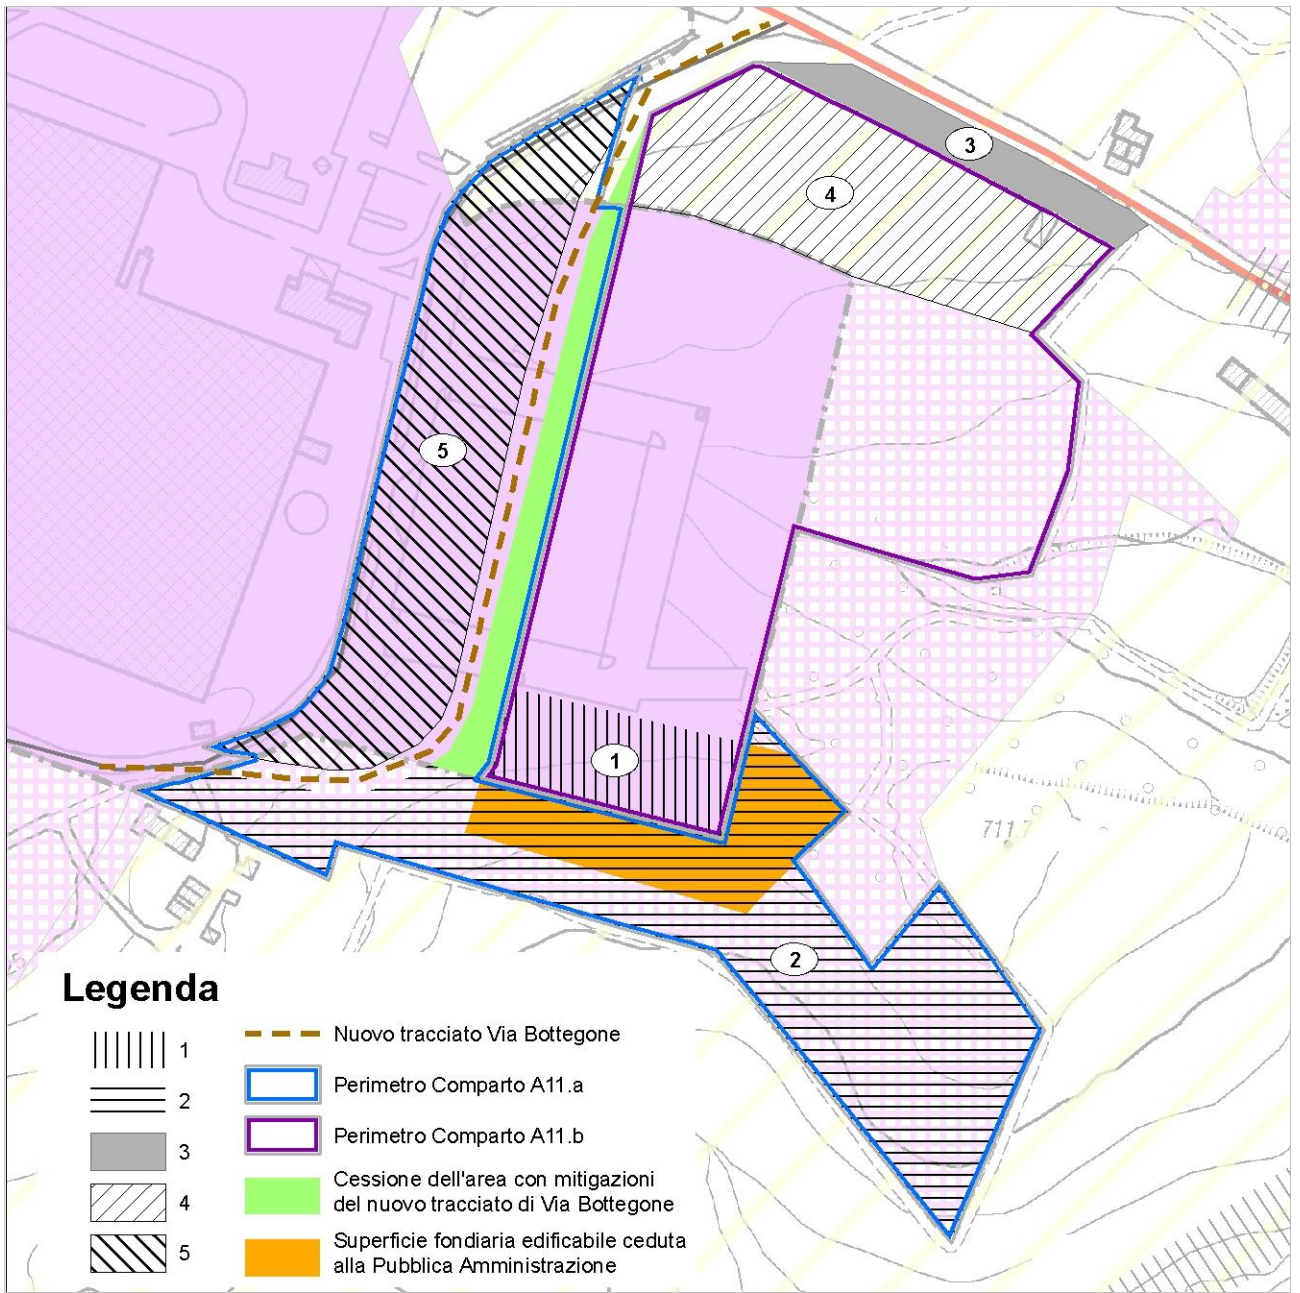 3
4
5
1
711.7
2
Legenda
1
2
3
4
5
Nuovo tracciato Via Bottegone
Perimetro Comparto A11.a
Perimetro Comparto A11.b
Cessione dell'area con mitigazioni
del nuovo tracciato di Via Bottegone
Superficie fondiaria edificabile ceduta
alla Pubblica Amministrazione